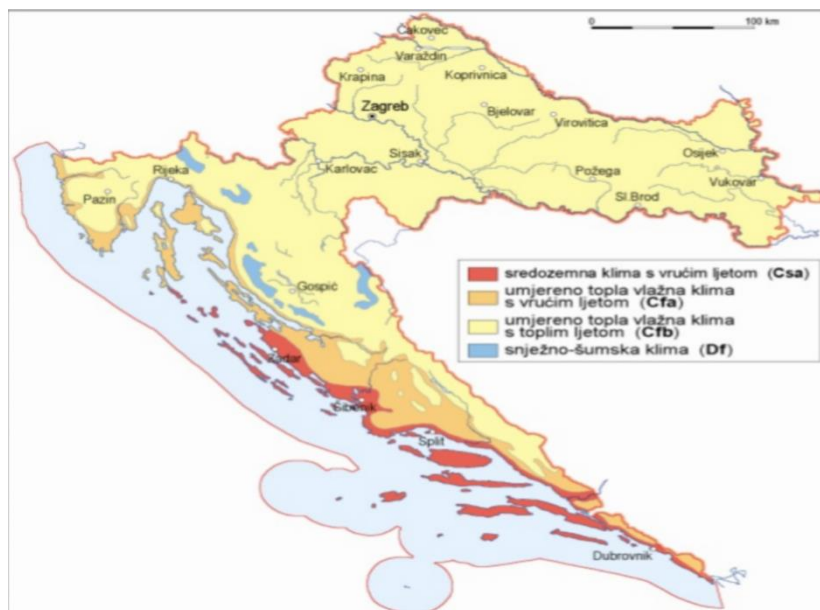 0 100 km
Čakovec
Varaždin
Krapina
Koprivnica
Zagreb
Bjelovar
Virovitica
Rijeka
Karlovac
Sisak
Osijek
Požega
Vukovar
Pazin
Sl.Brod
Gospić
sredozemna klima s vrućim ljetom (Csa)
umjereno topla vlažna klima
s vrućim ljetom (Cfa)
umjereno topla vlažna klima
s toplim ljetom (Cfb)
snježno-šumska klima (Df)
Zadar
Šibenik
Split
Dubrovnik